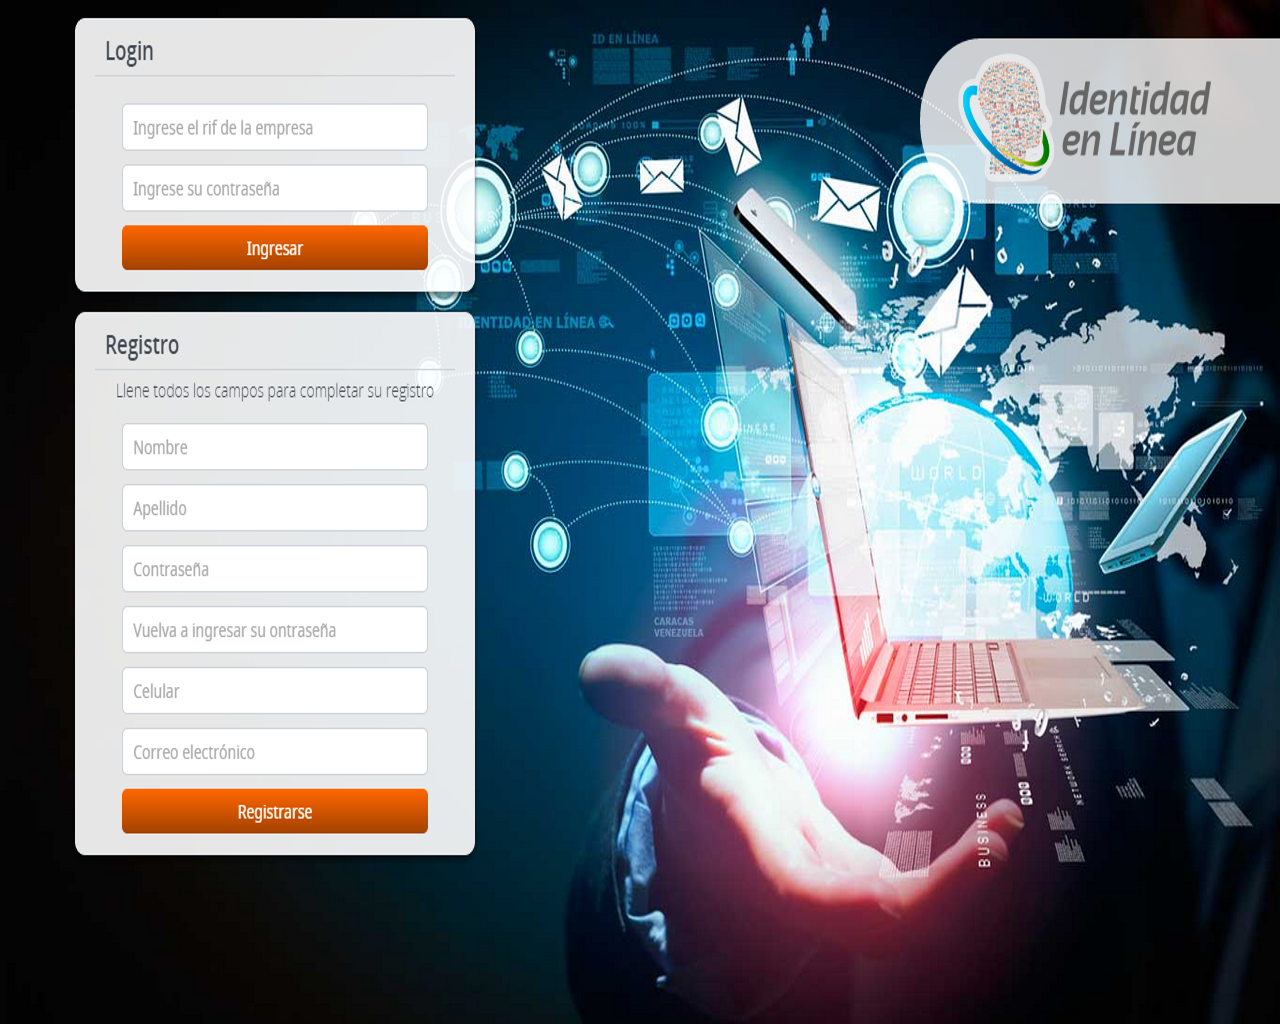 Login
Ingrese el rif de la empresa
Ingrese su contraseña
Ingresar
Registro
Llene todos los campos para completar su registro
Nombre
Apellido
Contraseña
Vuelva a ingresar su ontraseña
Celular
Correo electrónico
Registrarse
Identidad
en Línea
ID EN LÍNEA
IDENTIDAD EN LÍNEA
WORLD
WORLD
CARACAS
VENEZUELA
BUSINESS
NETWORK SEARCH